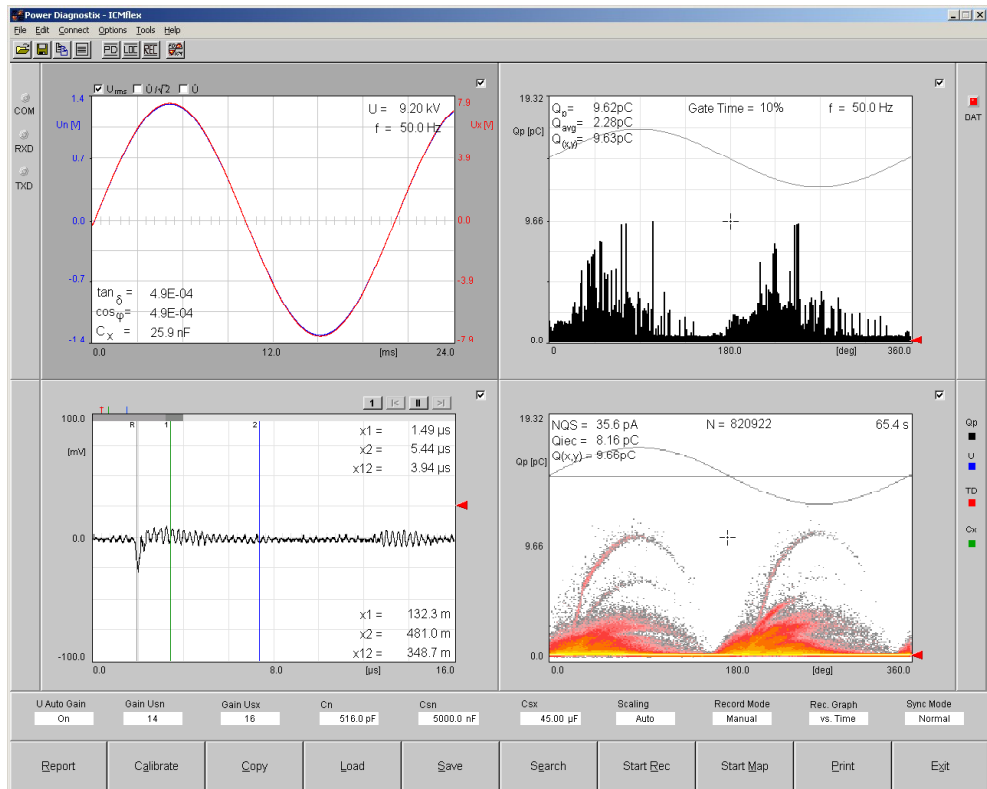 Power Diagnostix - ICMflex
File Edit Connect Options Tools Help
PD LOC REC
COM
RXD
TXD
Urms Û/√2 Û
1.4
Un [V]
0.7
0.0
-0.7
-1.4
U = 9.20 kV
f = 50.0 Hz
7.9
Ux [V]
3.9
0.0
-3.9
-7.9
tan δ = 4.9E-04
cosφ = 4.9E-04
Cx = 25.9 nF
0.0 12.0 [ms] 24.0
19.32
Qp [pC]
9.66
0.0
Qp= 9.62pC
Qavg= 2.28pC
Q(x,y)= 9.63pC
Gate Time = 10% f = 50.0 Hz
0 180.0 [deg] 360.0
DAT
T
1 |< II >|
100.0
[mV]
0.0
-100.0
R 1 2
x1 = 1.49 µs
x2 = 5.44 µs
x12 = 3.94 µs
x1 = 132.3 m
x2 = 481.0 m
x12 = 348.7 m
0.0 8.0 [µs] 16.0
19.32
Qp [pC]
9.66
0.0
NQS = 35.6 pA N = 820922 65.4 s
Qiec = 8.16 pC
Q(x,y) = 9.66pC
0.0 180.0 [deg] 360.0
Qp
U
TD
Cx
U Auto Gain Gain Usn Gain Usx Cn Csn Csx Scaling Record Mode Rec. Graph Sync Mode
On 14 16 516.0 pF 5000.0 nF 45.00 µF Auto Manual vs. Time Normal
Report Calibrate Copy Load Save Search Start Rec Start Map Print Exit